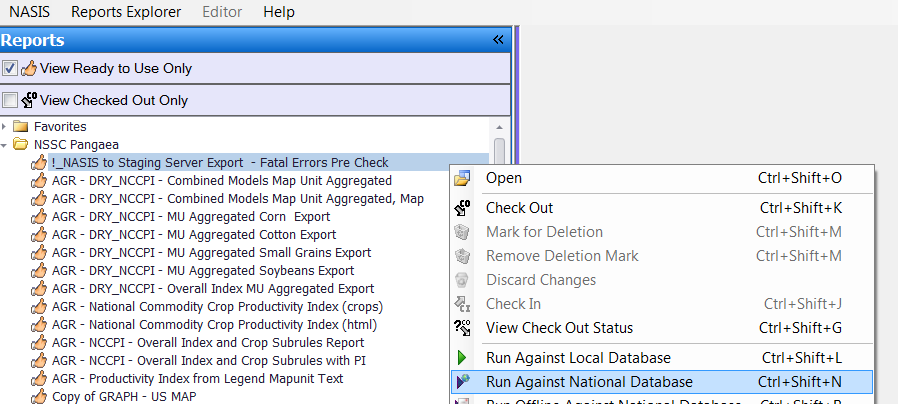 NASIS Reports Explorer Editor Help
Reports
View Ready to Use Only
View Checked Out Only
Favorites
NSSC Pangaea
!_NASIS to Staging Server Export - Fatal Errors Pre Check
AGR - DRY_NCCPI - Combined Models Map Unit Aggregated
AGR - DRY_NCCPI - Combined Models Map Unit Aggregated, Map
AGR - DRY_NCCPI - MU Aggregated Corn Export
AGR - DRY_NCCPI - MU Aggregated Cotton Export
AGR - DRY_NCCPI - MU Aggregated Small Grains Export
AGR - DRY_NCCPI - MU Aggregated Soybeans Export
AGR - DRY_NCCPI - Overall Index MU Aggregated Export
AGR - National Commodity Crop Productivity Index (crops)
AGR - National Commodity Crop Productivity Index (html)
AGR - NCCPI - Overall Index and Crop Subrules Report
AGR - NCCPI - Overall Index and Crop Subrules with PI
AGR - Productivity Index from Legend Mapunit Text
Copy of GRAPH - US MAP
Open Ctrl+Shift+O
Check Out Ctrl+Shift+K
Mark for Deletion Ctrl+Shift+M
Remove Deletion Mark Ctrl+Shift+M
Discard Changes
Check In Ctrl+Shift+J
View Check Out Status Ctrl+Shift+G
Run Against Local Database Ctrl+Shift+L
Run Against National Database Ctrl+Shift+N
Run Offline Against National Database Ctrl+Shift+B